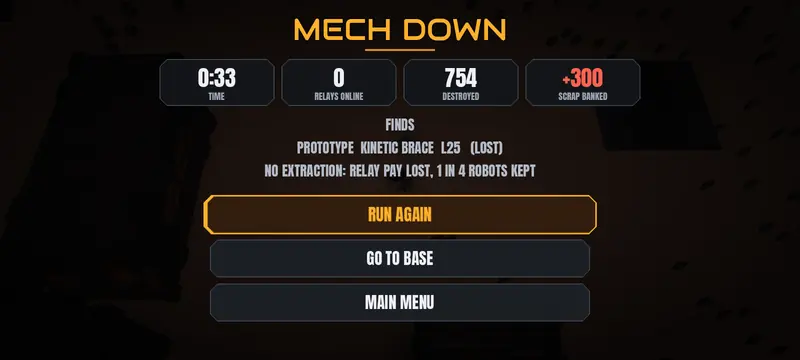 MECH DOWN
0:33 0 754 +300
TIME RELAYS ONLINE DESTROYED SCRAP BANKED
FINDS
PROTOTYPE KINETIC BRACE L25 (LOST)
NO EXTRACTION: RELAY PAY LOST, 1 IN 4 ROBOTS KEPT
RUN AGAIN
GO TO BASE
MAIN MENU